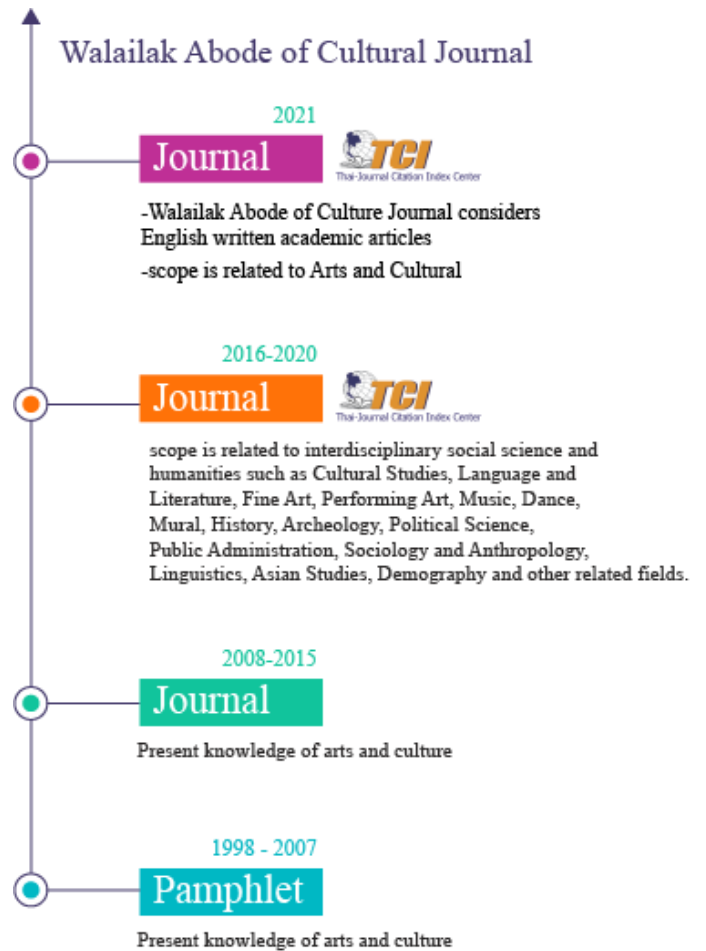 Walailak Abode of Cultural Journal
2021
Journal
TCI
Thai-Journal Citation Index Center
-Walailak Abode of Culture Journal considers
English written academic articles
-scope is related to Arts and Cultural
2016-2020
Journal
TCI
Thai-Journal Citation Index Center
scope is related to interdisciplinary social science and
humanities such as Cultural Studies, Language and
Literature, Fine Art, Performing Art, Music, Dance,
Mural, History, Archeology, Political Science,
Public Administration, Sociology and Anthropology,
Linguistics, Asian Studies, Demography and other related fields.
2008-2015
Journal
Present knowledge of arts and culture
1998 - 2007
Pamphlet
Present knowledge of arts and culture